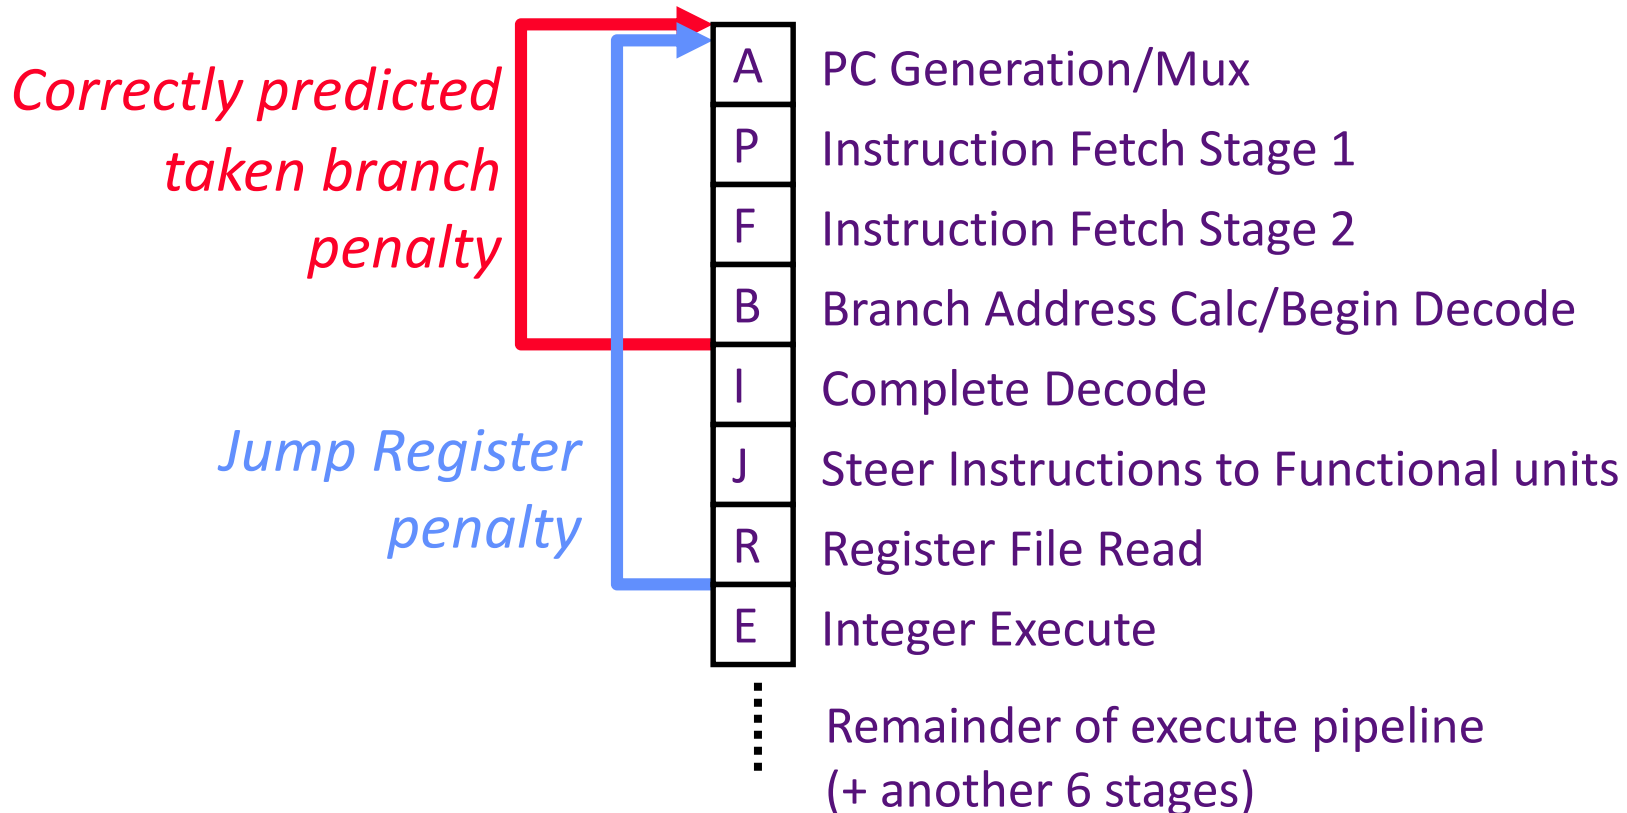 A PC Generation/Mux
Correctly predicted
taken branch
penalty
P Instruction Fetch Stage 1
F Instruction Fetch Stage 2
B Branch Address Calc/Begin Decode
I Complete Decode
Jump Register
penalty
J Steer Instructions to Functional units
R Register File Read
E Integer Execute
Remainder of execute pipeline
(+ another 6 stages)